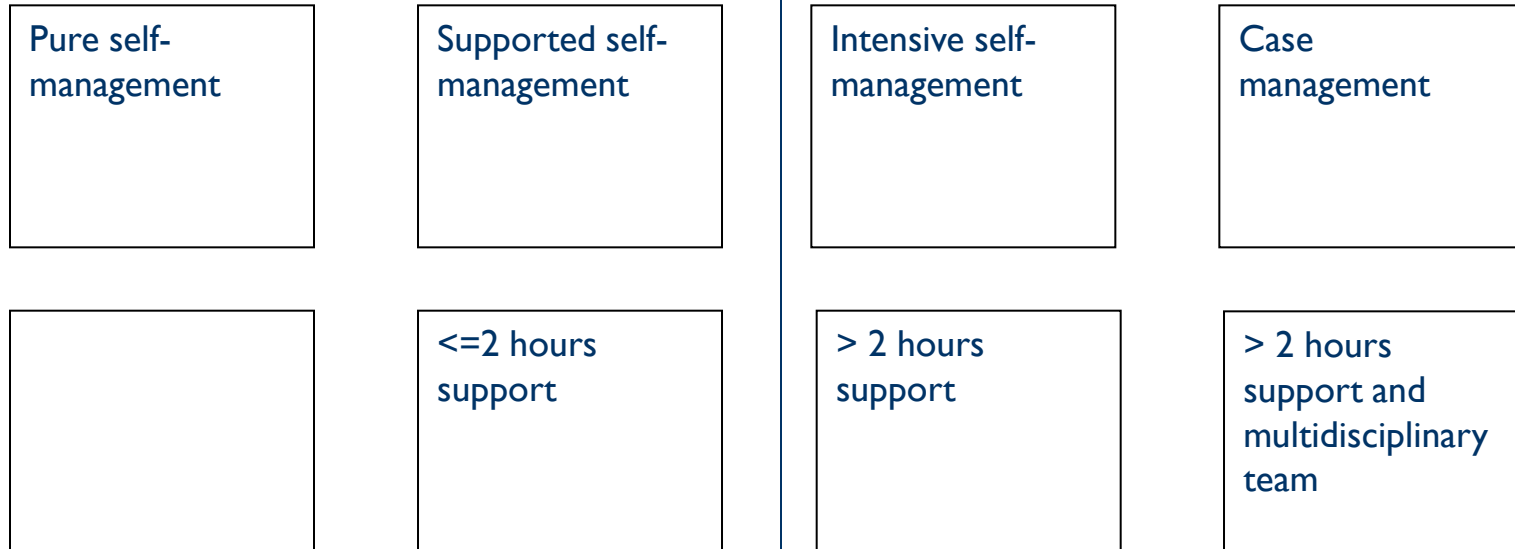 Pure self-
management
Supported self-
management
Intensive self-
management
Case
management
<=2 hours
support
> 2 hours
support
> 2 hours
support and
multidisciplinary
team